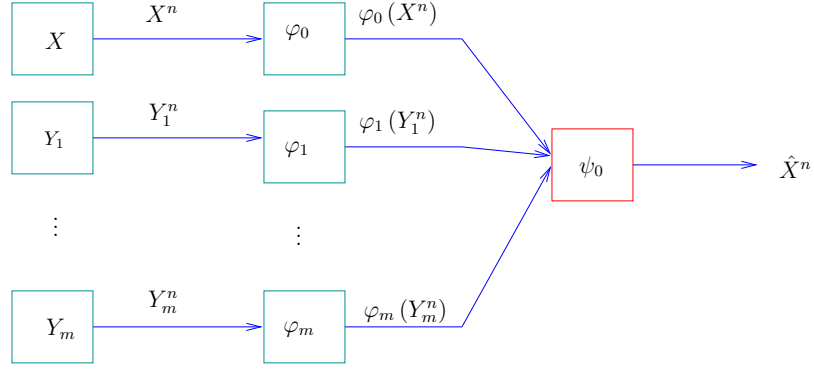 X X^n φ_0 φ_0 (X^n)
Y_1 Y_1^n φ_1 φ_1 (Y_1^n)
ψ_0 X̂^n
⋮ ⋮
Y_m Y_m^n φ_m φ_m (Y_m^n)